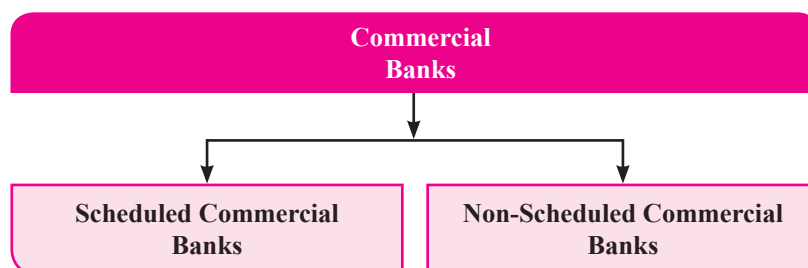 Commercial
Banks
Scheduled Commercial
Banks
Non-Scheduled Commercial
Banks